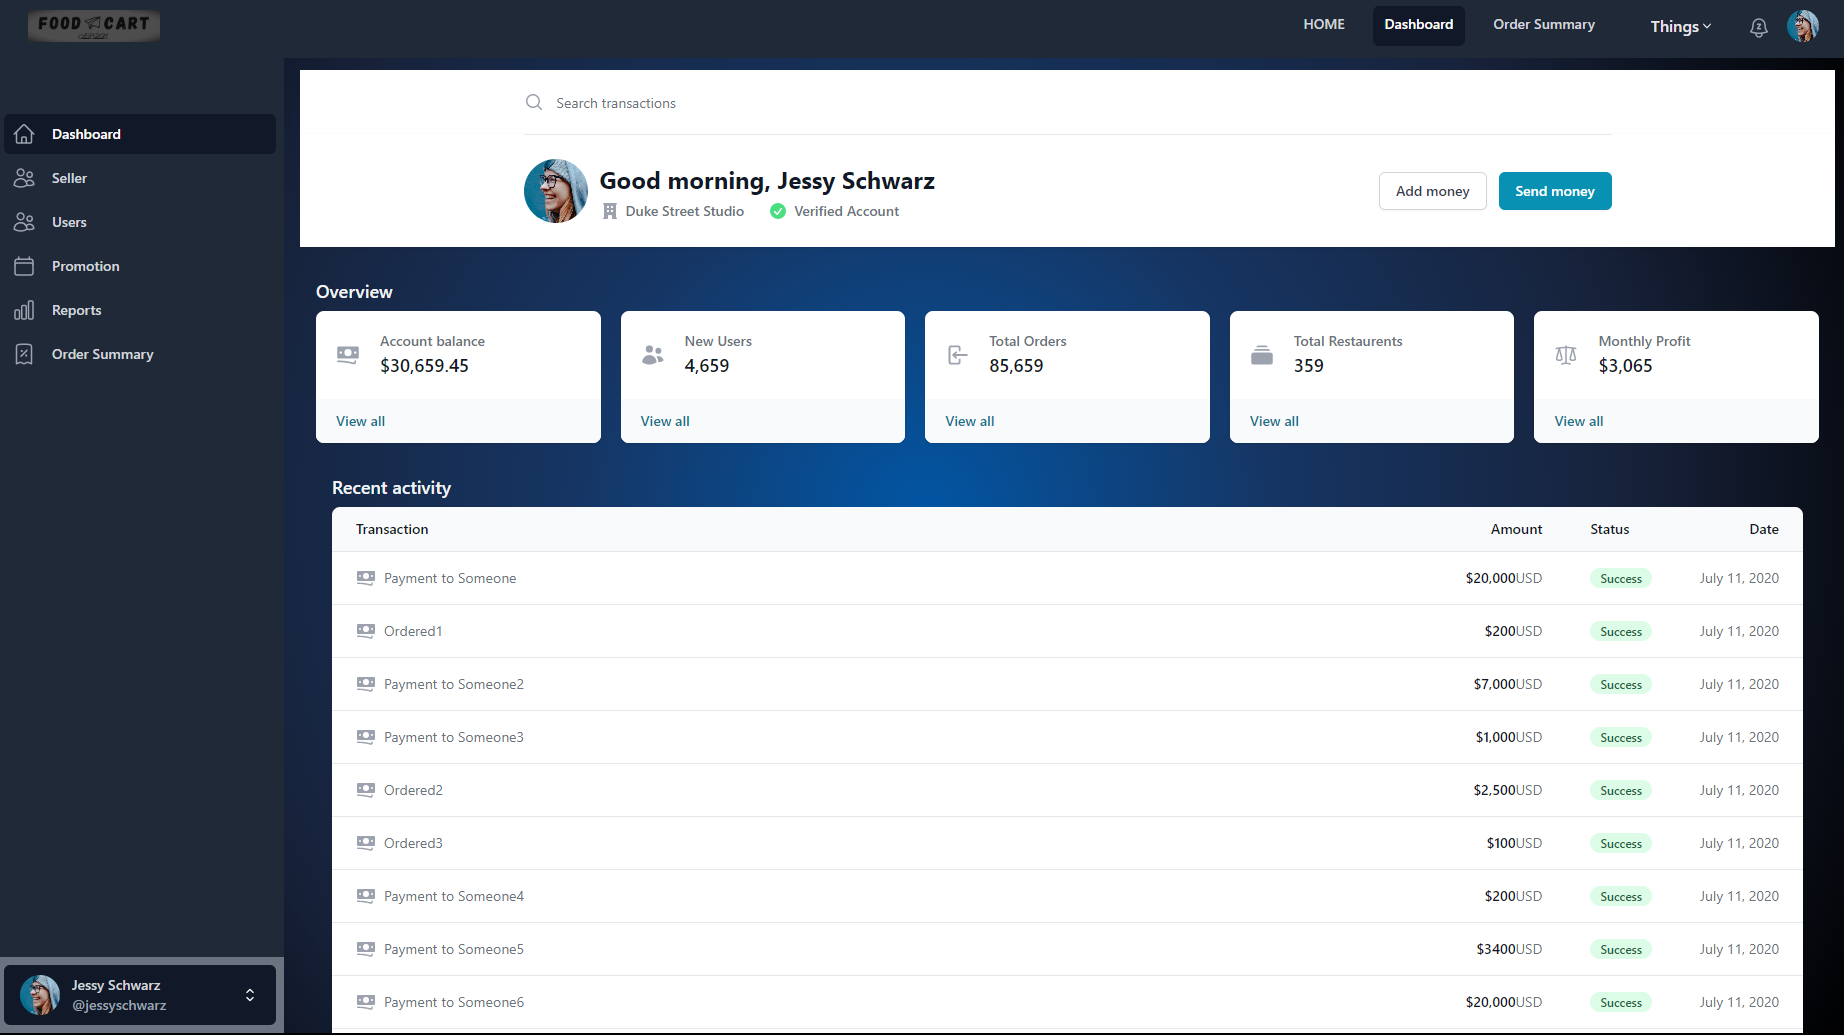 FOOD CART
HOME
Dashboard
Order Summary
Things
Dashboard
Seller
Users
Promotion
Reports
Order Summary
Search transactions
Good morning, Jessy Schwarz
Duke Street Studio
Verified Account
Add money
Send money
Overview
Account balance
$30,659.45
View all
New Users
4,659
View all
Total Orders
85,659
View all
Total Restaurents
359
View all
Monthly Profit
$3,065
View all
Recent activity
Transaction Amount Status Date
Payment to Someone $20,000USD Success July 11, 2020
Ordered1 $200USD Success July 11, 2020
Payment to Someone2 $7,000USD Success July 11, 2020
Payment to Someone3 $1,000USD Success July 11, 2020
Ordered2 $2,500USD Success July 11, 2020
Ordered3 $100USD Success July 11, 2020
Payment to Someone4 $200USD Success July 11, 2020
Payment to Someone5 $3400USD Success July 11, 2020
Payment to Someone6 $20,000USD Success July 11, 2020
Jessy Schwarz
@jessyschwarz